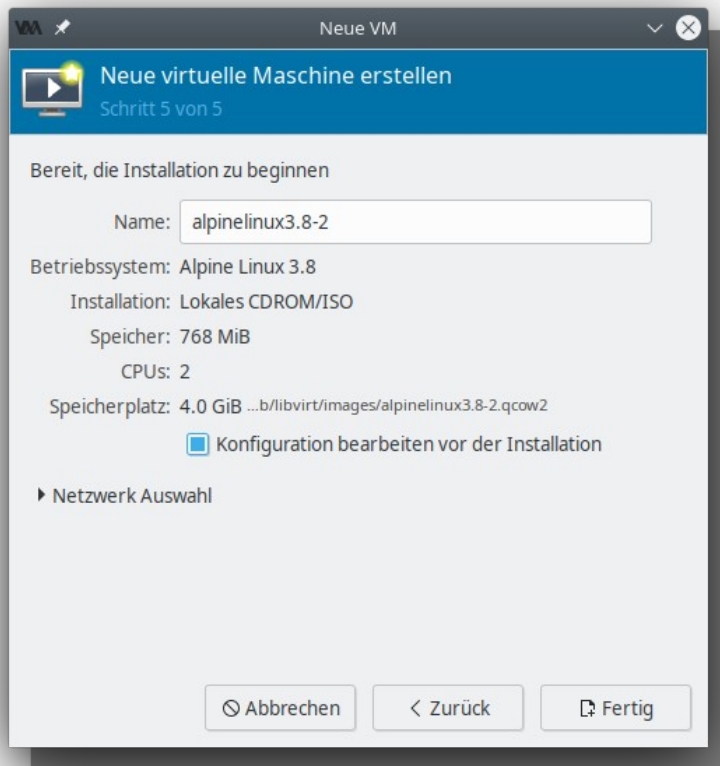 Neue VM
Neue virtuelle Maschine erstellen
Schritt 5 von 5
Bereit, die Installation zu beginnen
Name: alpinelinux3.8-2
Betriebssystem: Alpine Linux 3.8
Installation: Lokales CDROM/ISO
Speicher: 768 MiB
CPUs: 2
Speicherplatz: 4.0 GiB ...b/libvirt/images/alpinelinux3.8-2.qcow2
Konfiguration bearbeiten vor der Installation
Netzwerk Auswahl
Abbrechen Zurück Fertig